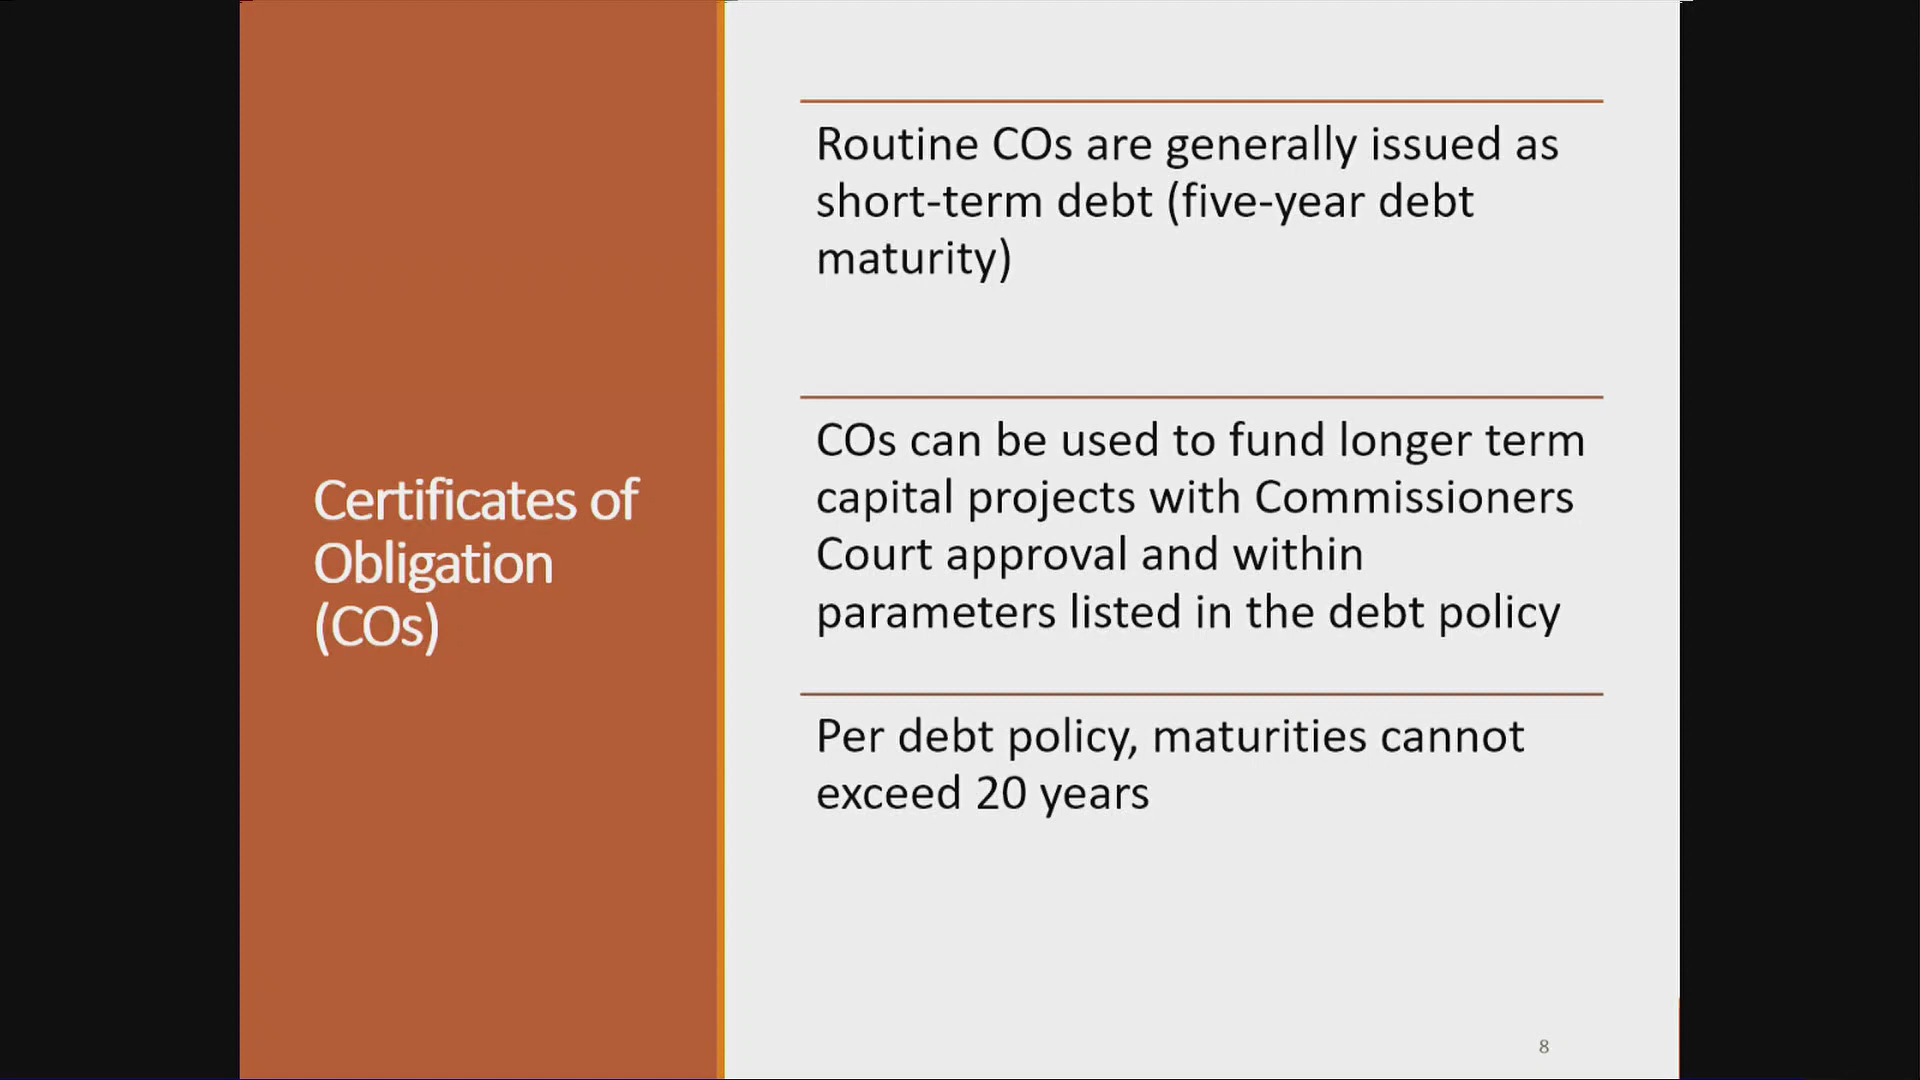 Certificates of
Obligation
(COs)
Routine COs are generally issued as
short-term debt (five-year debt
maturity)
COs can be used to fund longer term
capital projects with Commissioners
Court approval and within
parameters listed in the debt policy
Per debt policy, maturities cannot
exceed 20 years
8